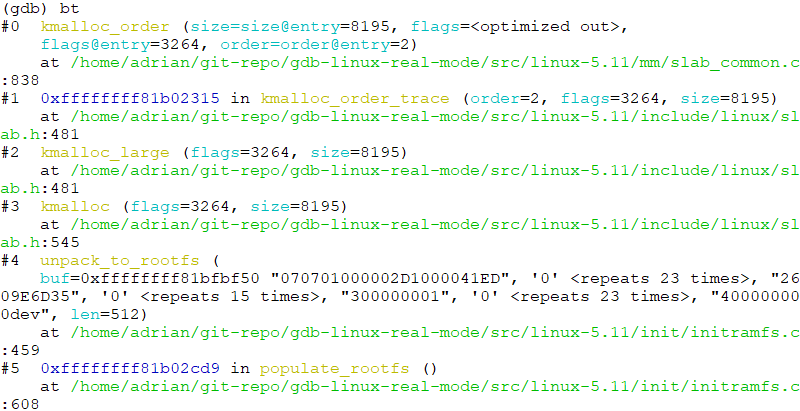 (gdb) bt
#0  kmalloc_order (size=size@entry=8195, flags=<optimized out>,
    flags@entry=3264, order=order@entry=2)
    at /home/adrian/git-repo/gdb-linux-real-mode/src/linux-5.11/mm/slab_common.c
:838
#1  0xffffffff81b02315 in kmalloc_order_trace (order=2, flags=3264, size=8195)
    at /home/adrian/git-repo/gdb-linux-real-mode/src/linux-5.11/include/linux/sl
ab.h:481
#2  kmalloc_large (flags=3264, size=8195)
    at /home/adrian/git-repo/gdb-linux-real-mode/src/linux-5.11/include/linux/sl
ab.h:481
#3  kmalloc (flags=3264, size=8195)
    at /home/adrian/git-repo/gdb-linux-real-mode/src/linux-5.11/include/linux/sl
ab.h:545
#4  unpack_to_rootfs (
    buf=0xffffffff81bfbf50 "070701000002D1000041ED", '0' <repeats 23 times>, "26
09E6D35", '0' <repeats 15 times>, "300000001", '0' <repeats 23 times>, "40000000
0dev", len=512)
    at /home/adrian/git-repo/gdb-linux-real-mode/src/linux-5.11/init/initramfs.c
:459
#5  0xffffffff81b02cd9 in populate_rootfs ()
    at /home/adrian/git-repo/gdb-linux-real-mode/src/linux-5.11/init/initramfs.c
:608